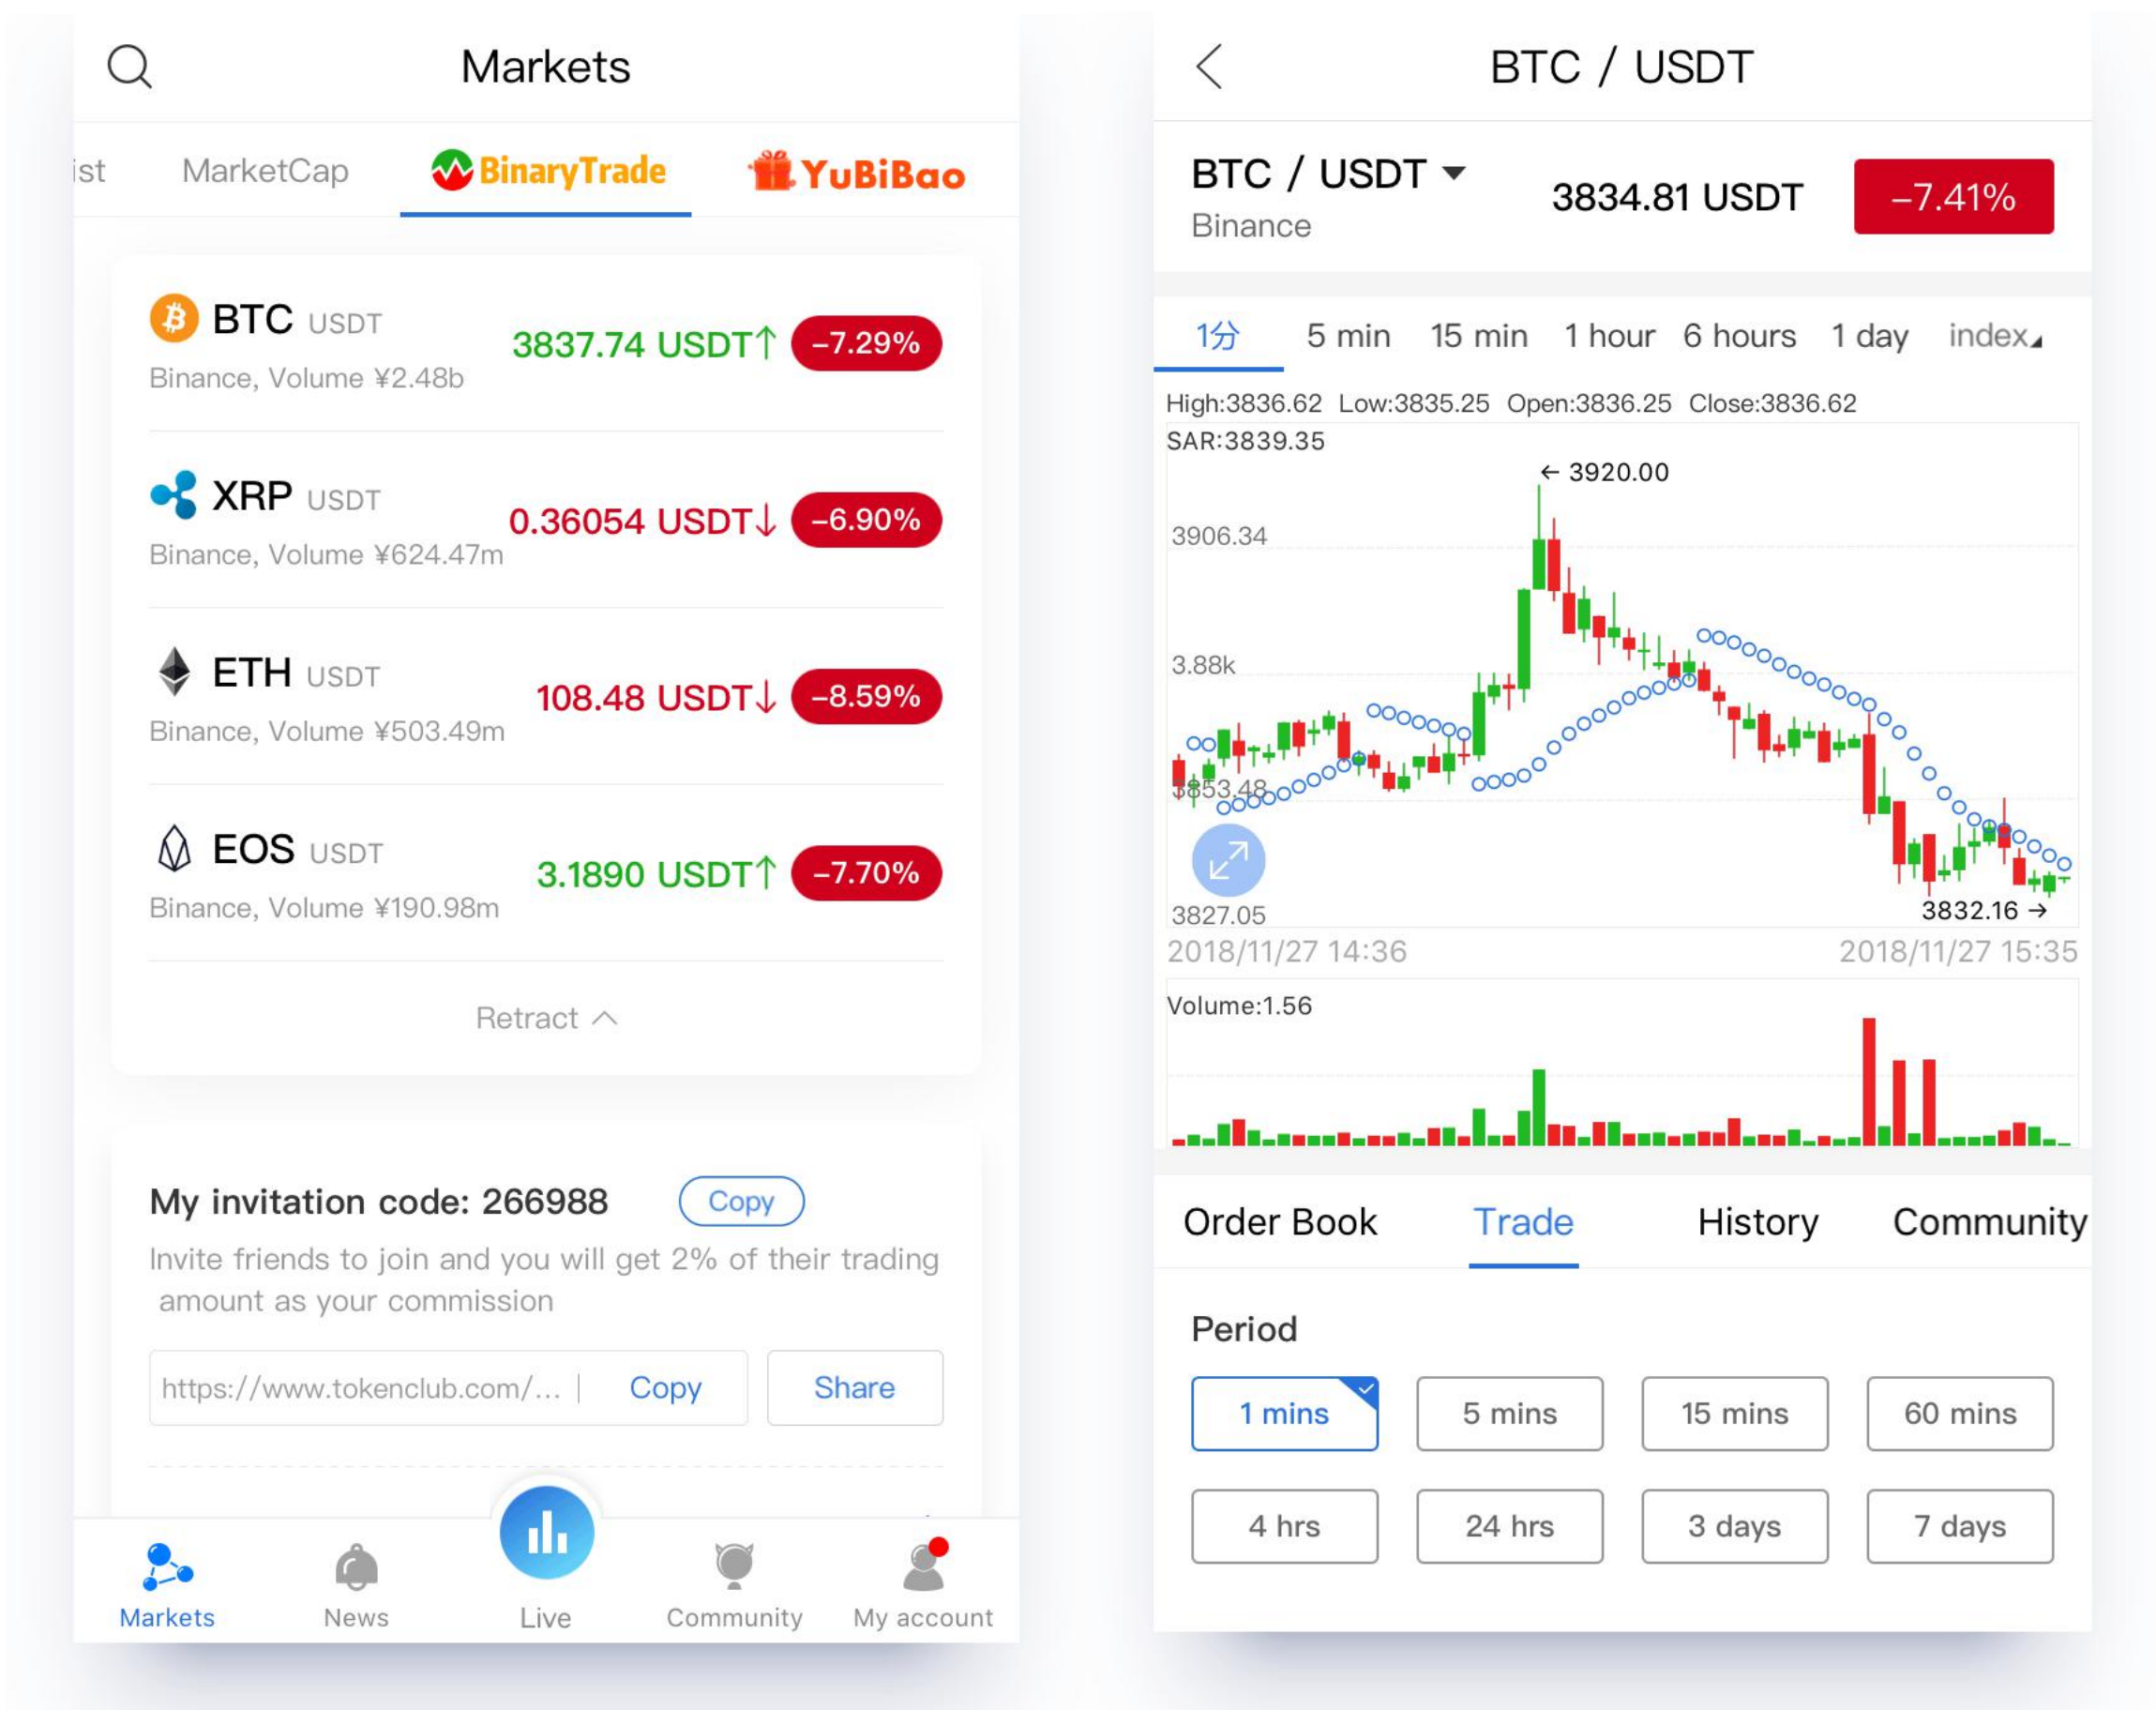 Markets
ist MarketCap BinaryTrade YuBiBao
BTC USDT
3837.74 USDT↑ -7.29%
Binance, Volume ¥2.48b
XRP USDT
0.36054 USDT↓ -6.90%
Binance, Volume ¥624.47m
ETH USDT
108.48 USDT↓ -8.59%
Binance, Volume ¥503.49m
EOS USDT
3.1890 USDT↑ -7.70%
Binance, Volume ¥190.98m
Retract
My invitation code: 266988 Copy
Invite friends to join and you will get 2% of their trading
amount as your commission
https://www.tokenclub.com/... | Copy Share
Markets News Live Community My account
BTC / USDT
BTC / USDT
Binance
3834.81 USDT -7.41%
1分 5 min 15 min 1 hour 6 hours 1 day index
High:3836.62 Low:3835.25 Open:3836.25 Close:3836.62
SAR:3839.35
← 3920.00
3906.34
3.88k
3853.48
3832.16 →
3827.05
2018/11/27 14:36 2018/11/27 15:35
Volume:1.56
Order Book Trade History Community
Period
1 mins 5 mins 15 mins 60 mins
4 hrs 24 hrs 3 days 7 days